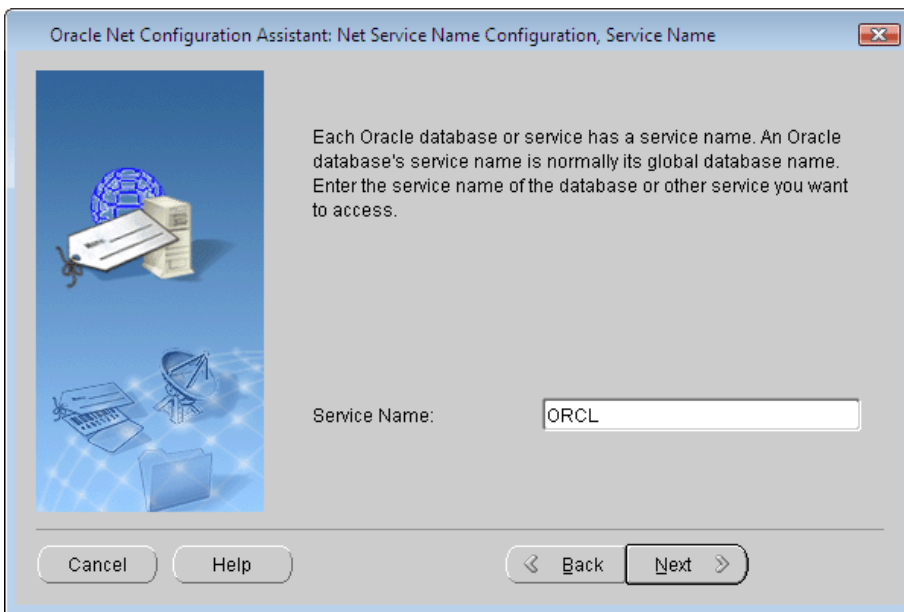 Oracle Net Configuration Assistant: Net Service Name Configuration, Service Name
Each Oracle database or service has a service name. An Oracle
database's service name is normally its global database name.
Enter the service name of the database or other service you want
to access.
Service Name:
ORCL
Cancel
Help
Back
Next